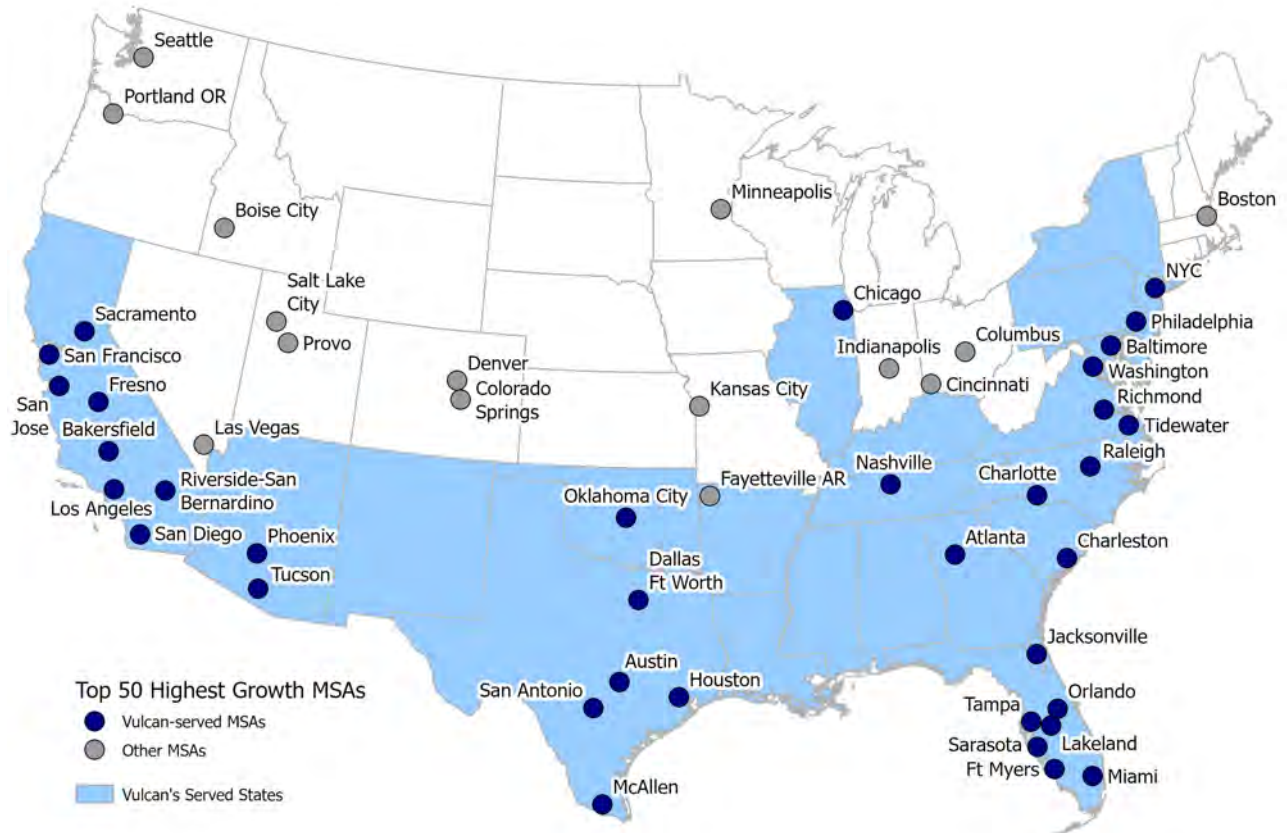 Seattle
Portland OR
Minneapolis
Boise City
Boston
Salt Lake
City
NYC
Chicago
Sacramento
Philadelphia
Columbus
Provo
Indianapolis
Baltimore
San Francisco
Denver
Washington
Fresno
Colorado
Springs
Kansas City
Cincinnati
Richmond
San
Jose
Bakersfield
Las Vegas
Tidewater
Raleigh
Nashville
Charlotte
Riverside-San
Bernardino
Fayetteville AR
Oklahoma City
Los Angeles
San Diego
Phoenix
Atlanta
Charleston
Dallas
Ft Worth
Tucson
Jacksonville
Austin
Houston
San Antonio
Orlando
Tampa
Lakeland
Sarasota
Ft Myers
Miami
McAllen
Top 50 Highest Growth MSAs
Vulcan-served MSAs
Other MSAs
Vulcan's Served States